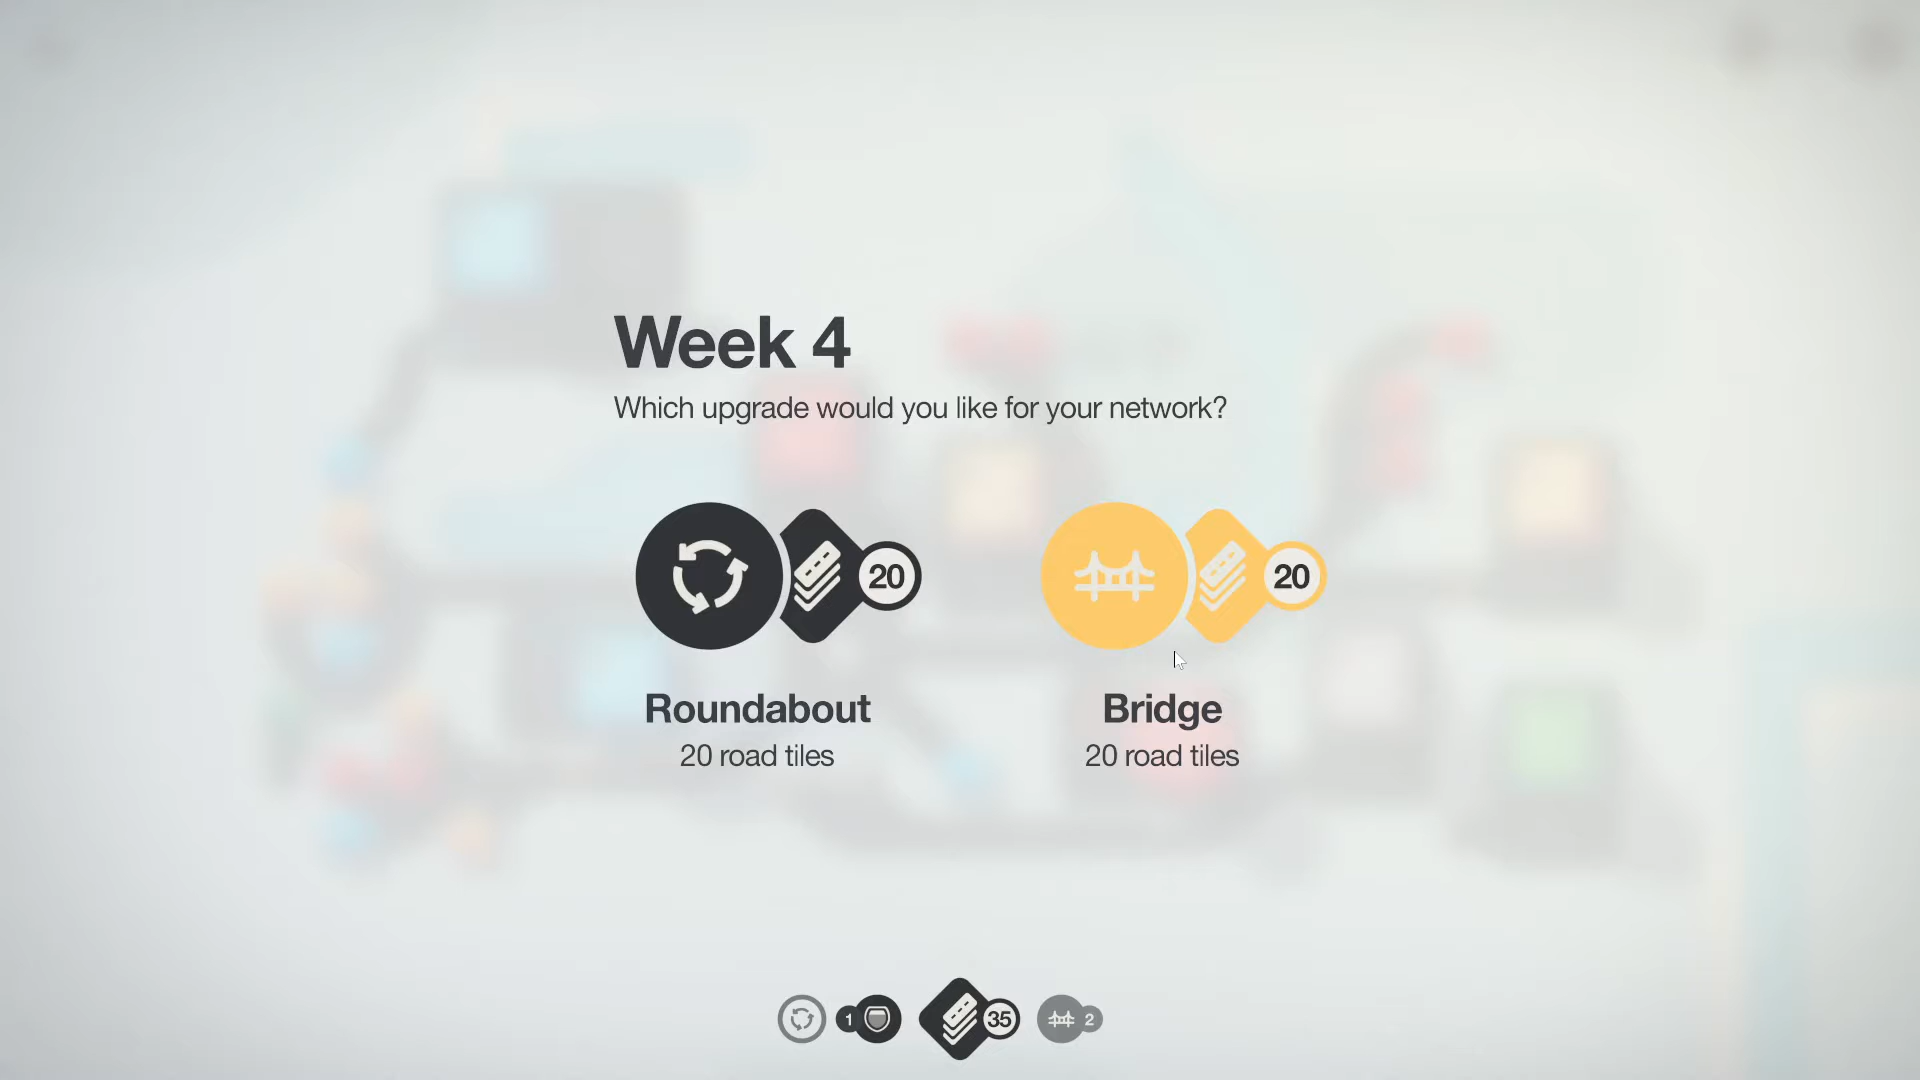 Week 4
Which upgrade would you like for your network?
20
20
Roundabout
20 road tiles
Bridge
20 road tiles
1
35
2